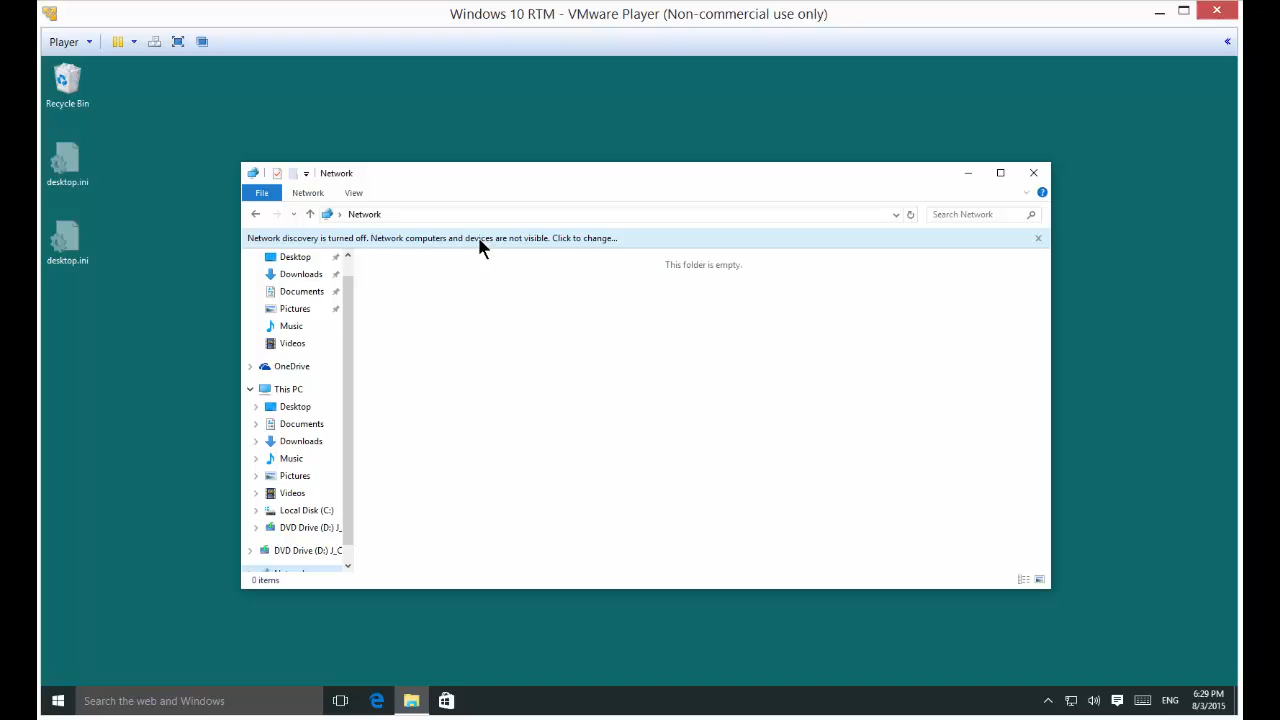 Windows 10 RTM - VMware Player (Non-commercial use only)
Player
«
Recycle Bin
desktop.ini
desktop.ini
Network
File
Network
View
Network
Search Network
Network discovery is turned off. Network computers and devices are not visible. Click to change...
This folder is empty.
Desktop
Downloads
Documents
Pictures
Music
Videos
OneDrive
This PC
Desktop
Documents
Downloads
Music
Pictures
Videos
Local Disk (C:)
DVD Drive (D:) J_
DVD Drive (D:) J_C
0 items
Search the web and Windows
ENG
6:29 PM
8/3/2015